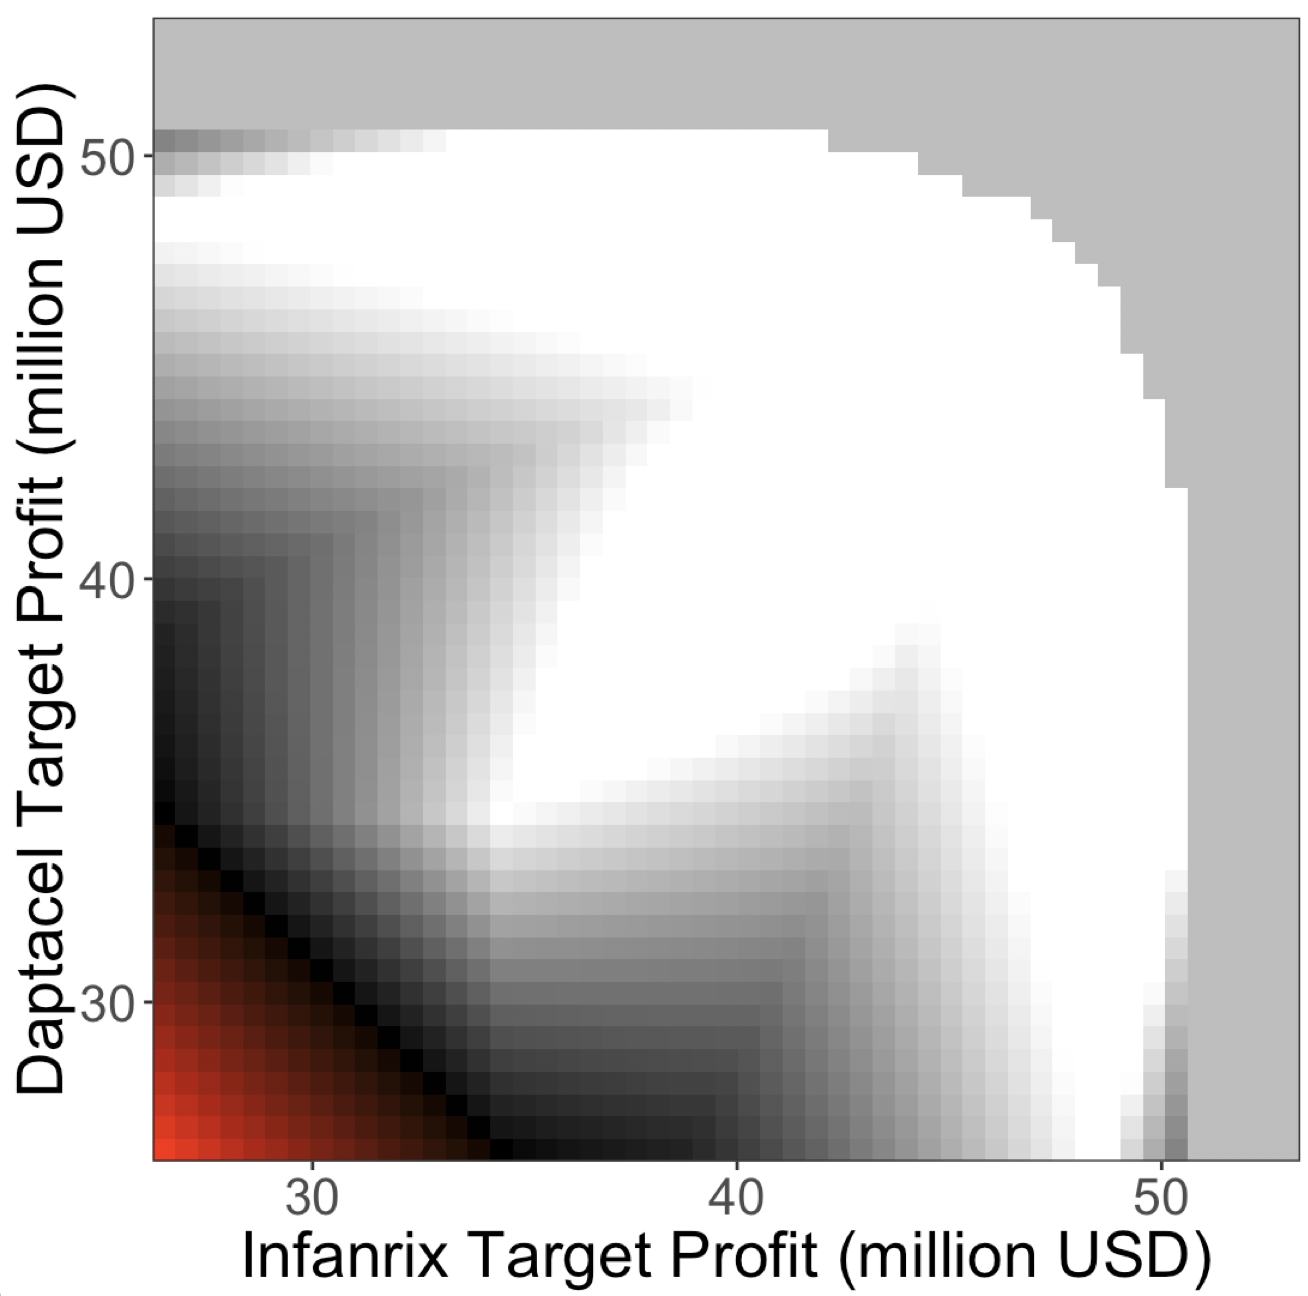 Daptacel Target Profit (million USD)
50
40
30
30 40 50
Infanrix Target Profit (million USD)